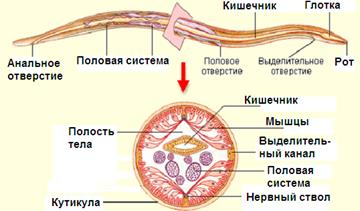 Кишечник
Глотка
Анальное
отверстие
Половая система
Половое
отверстие
Выделительное
отверстие
Рот
Кишечник
Мышцы
Полость
тела
Выделитель-
ный канал
Половая
система
Кутикула
Нервный ствол